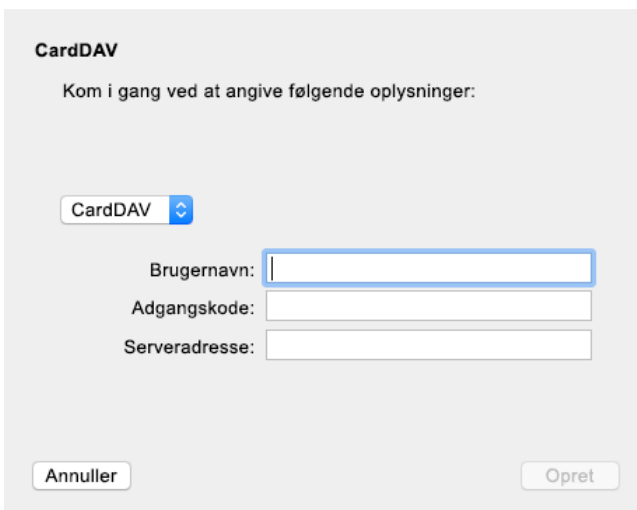 CardDAV
Kom i gang ved at angive følgende oplysninger:
CardDAV
Brugernavn:
Adgangskode:
Serveradresse:
Annuller
Opret